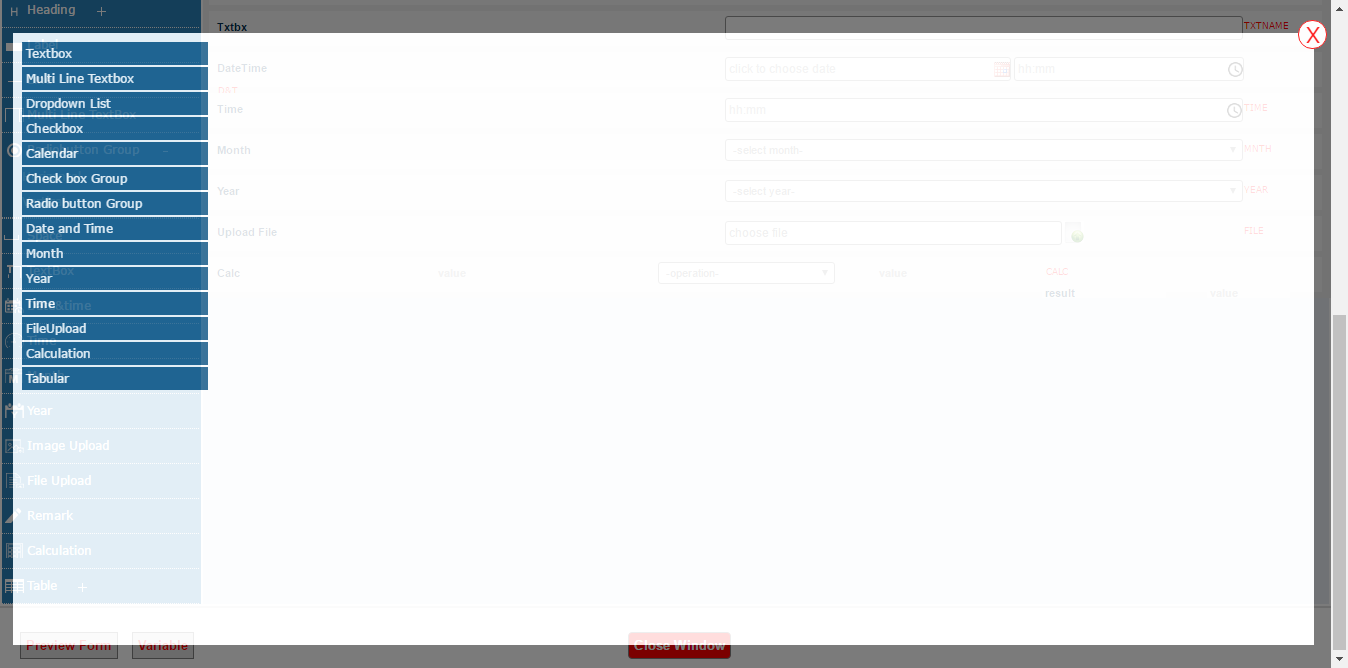 Heading +
Txtbx TXTNAME
X
Textbox
Multi Line Textbox
DateTime click to choose date hh:mm
DAT
Dropdown List
Time hh:mm TIME
Checkbox
Calendar
Month -select month- MNTH
Check box Group
Year -select year- YEAR
Radio button Group
Date and Time
Upload File choose file FILE
Month
Year
Calc value -operation- value CALC
result value
Time
FileUpload
Calculation
Tabular
Year
Image Upload
File Upload
Remark
Calculation
Table +
Preview Form Variable Close Window